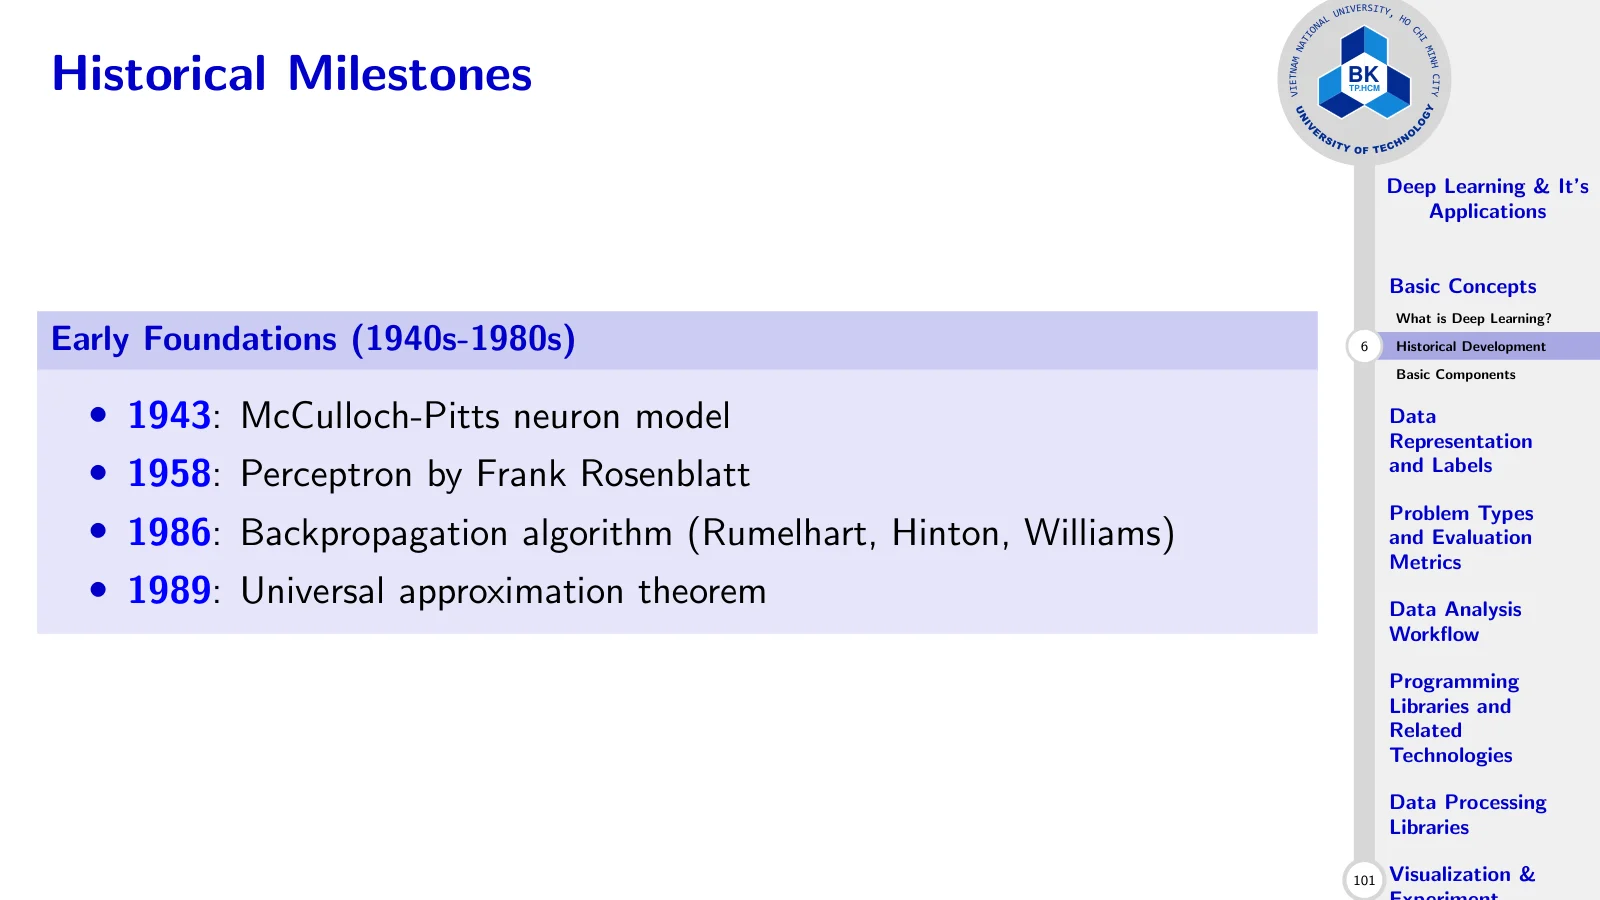 Historical Milestones
VIETNAM NATIONAL UNIVERSITY, HO CHI MINH CITY
BK
TP.HCM
UNIVERSITY OF TECHNOLOGY
Early Foundations (1940s-1980s)
• 1943: McCulloch-Pitts neuron model
• 1958: Perceptron by Frank Rosenblatt
• 1986: Backpropagation algorithm (Rumelhart, Hinton, Williams)
• 1989: Universal approximation theorem
Deep Learning & It's
Applications
Basic Concepts
What is Deep Learning?
6
Historical Development
Basic Components
Data
Representation
and Labels
Problem Types
and Evaluation
Metrics
Data Analysis
Workflow
Programming
Libraries and
Related
Technologies
Data Processing
Libraries
101
Visualization &
Experiment